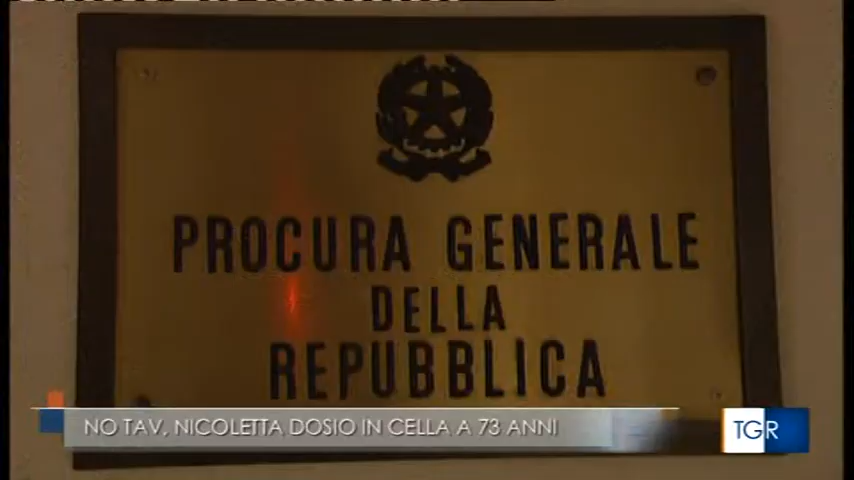 PROCURA GENERALE
DELLA
REPUBBLICA
NO TAV, NICOLETTA DOSIO IN CELLA A 73 ANNI
TGR